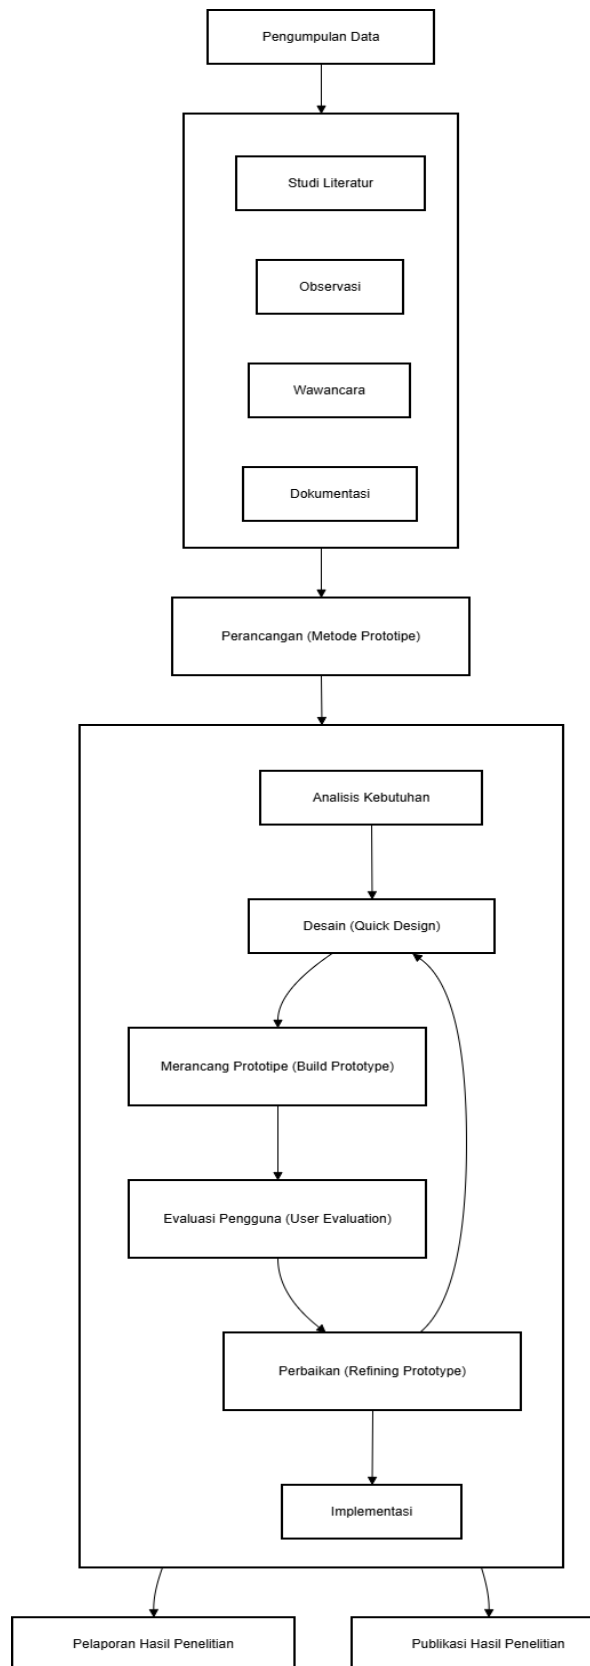 Pengumpulan Data
Studi Literatur
Observasi
Wawancara
Dokumentasi
Perancangan (Metode Prototipe)
Analisis Kebutuhan
Desain (Quick Design)
Merancang Prototipe (Build Prototype)
Evaluasi Pengguna (User Evaluation)
Perbaikan (Refining Prototype)
Implementasi
Pelaporan Hasil Penelitian
Publikasi Hasil Penelitian